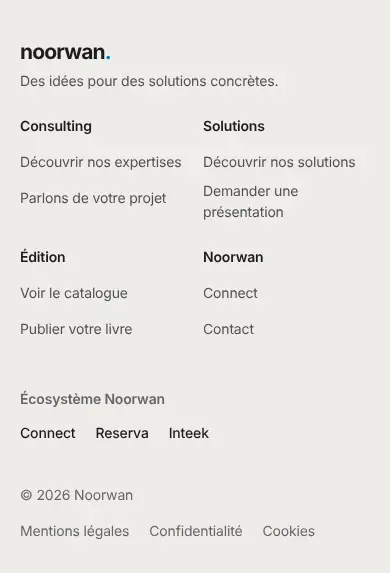 noorwan.
Des idées pour des solutions concrètes.
Consulting
Découvrir nos expertises
Parlons de votre projet
Solutions
Découvrir nos solutions
Demander une
présentation
Édition
Voir le catalogue
Publier votre livre
Noorwan
Connect
Contact
Écosystème Noorwan
Connect Reserva Inteek
© 2026 Noorwan
Mentions légales Confidentialité Cookies